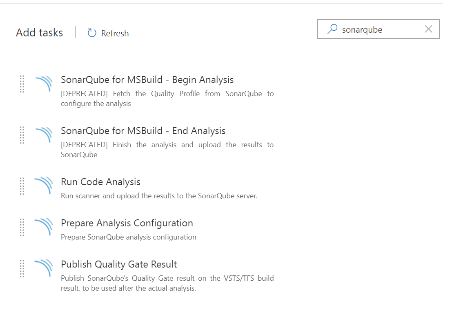 Add tasks
Refresh
sonarqube
SonarQube for MSBuild - Begin Analysis
[DEPRECATED] Fetch the Quality Profile from SonarQube to
configure the analysis
SonarQube for MSBuild - End Analysis
[DEPRECATED] Finish the analysis and upload the results to
SonarQube
Run Code Analysis
Run scanner and upload the results to the SonarQube server.
Prepare Analysis Configuration
Prepare SonarQube analysis configuration
Publish Quality Gate Result
Publish SonarQube's Quality Gate result on the VSTS/TFS build
result, to be used after the actual analysis.